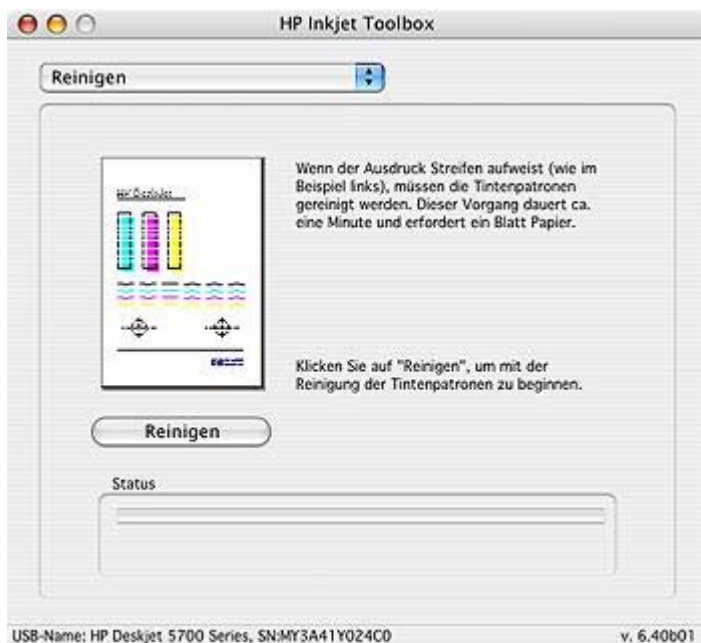 HP Inkjet Toolbox
Reinigen
Wenn der Ausdruck Streifen aufweist (wie im
Beispiel links), müssen die Tintenpatronen
gereinigt werden. Dieser Vorgang dauert ca.
eine Minute und erfordert ein Blatt Papier.
Klicken Sie auf "Reinigen", um mit der
Reinigung der Tintenpatronen zu beginnen.
Reinigen
Status
USB-Name: HP Deskjet 5700 Series, SN:MY3A41Y024C0
v. 6.40b01